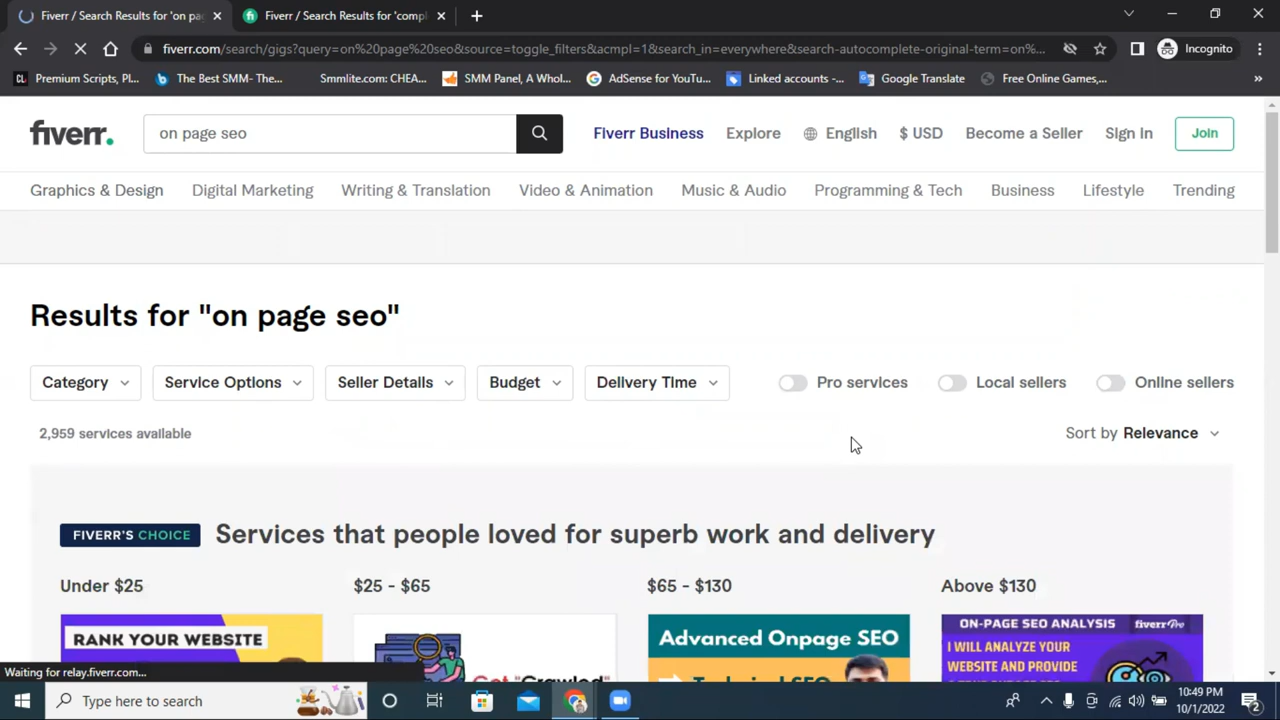 Fiverr / Search Results for 'on pag
Fiverr / Search Results for 'compl
fiverr.com/search/gigs?query=on%20page%20seo&source=toggle_filters&acmpl=1&search_in=everywhere&search-autocomplete-original-term=on%...
Incognito
CL Premium Scripts, Pl...
The Best SMM- The...
Smmlite.com: CHEA...
SMM Panel, A Whol...
AdSense for YouTu...
Linked accounts -...
Google Translate
Free Online Games,...
»
fiverr.
on page seo
Fiverr Business
Explore
English
$ USD
Become a Seller
Sign In
Join
Graphics & Design
Digital Marketing
Writing & Translation
Video & Animation
Music & Audio
Programming & Tech
Business
Lifestyle
Trending
Results for "on page seo"
Category
Service Options
Seller Details
Budget
Delivery Time
Pro services
Local sellers
Online sellers
2,959 services available
Sort by Relevance
FIVERR'S CHOICE
Services that people loved for superb work and delivery
Under $25
$25 - $65
$65 - $130
Above $130
RANK YOUR WEBSITE
Get "Crawled
Advanced Onpage SEO
Technical SEO
ON-PAGE SEO ANALYSIS
fiverr Pro
I WILL ANALYZE YOUR
WEBSITE AND PROVIDE
Waiting for relay.fiverr.com...
Type here to search
10:49 PM
10/1/2022
2